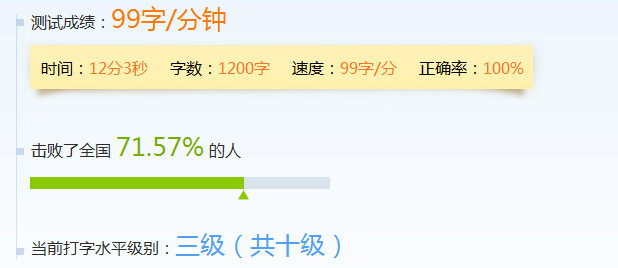 测试成绩：99字/分钟
时间：12分3秒 字数：1200字 速度：99字/分 正确率：100%
击败了全国 71.57% 的人
当前打字水平级别：三级（共十级）